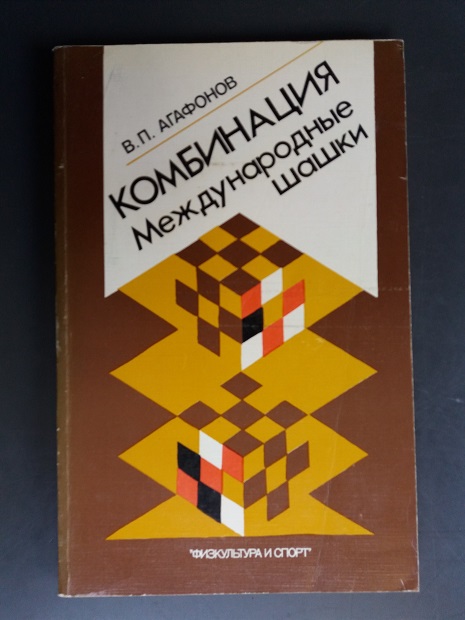 В.П. АГАФОНОВ
КОМБИНАЦИЯ
Международные
шашки
"ФИЗКУЛЬТУРА И СПОРТ"